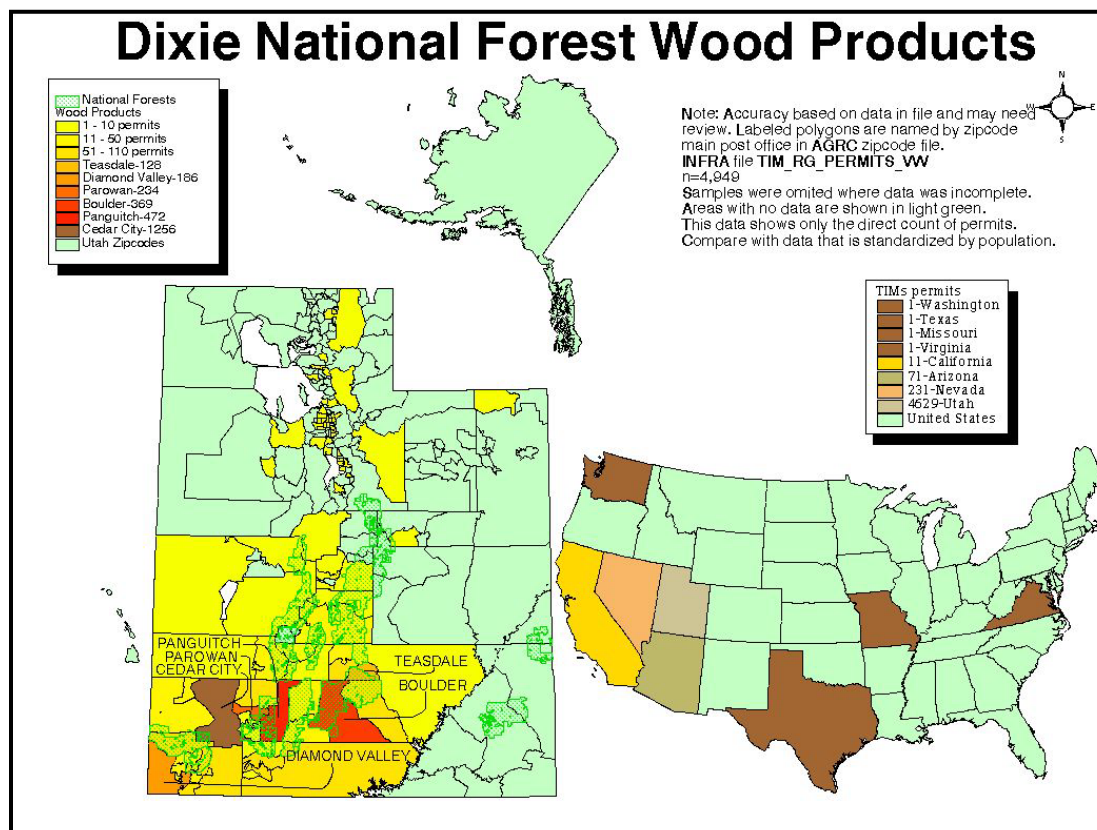 Dixie National Forest Wood Products
National Forests
Wood Products
1 - 10 permits
11 - 50 permits
51 - 110 permits
Teasdale-128
Diamond Valley-186
Parowan-234
Boulder-369
Panguitch-472
Cedar City-1256
Utah Zipcodes
Note: Accuracy based on data in file and may need
review. Labeled polygons are named by zipcode
main post office in AGRC zipcode file.
INFRA file TIM_RG_PERMITS_VW
n=4,949
Samples were omited where data was incomplete.
Areas with no data are shown in light green.
This data shows only the direct count of permits.
Compare with data that is standardized by population.
N
W
E
S
TIMs permits
1-Washington
1-Texas
1-Missouri
1-Virginia
11-California
71-Arizona
231-Nevada
4629-Utah
United States
PANGUITCH
PAROWAN
CEDAR CITY
TEASDALE
BOULDER
DIAMOND VALLEY